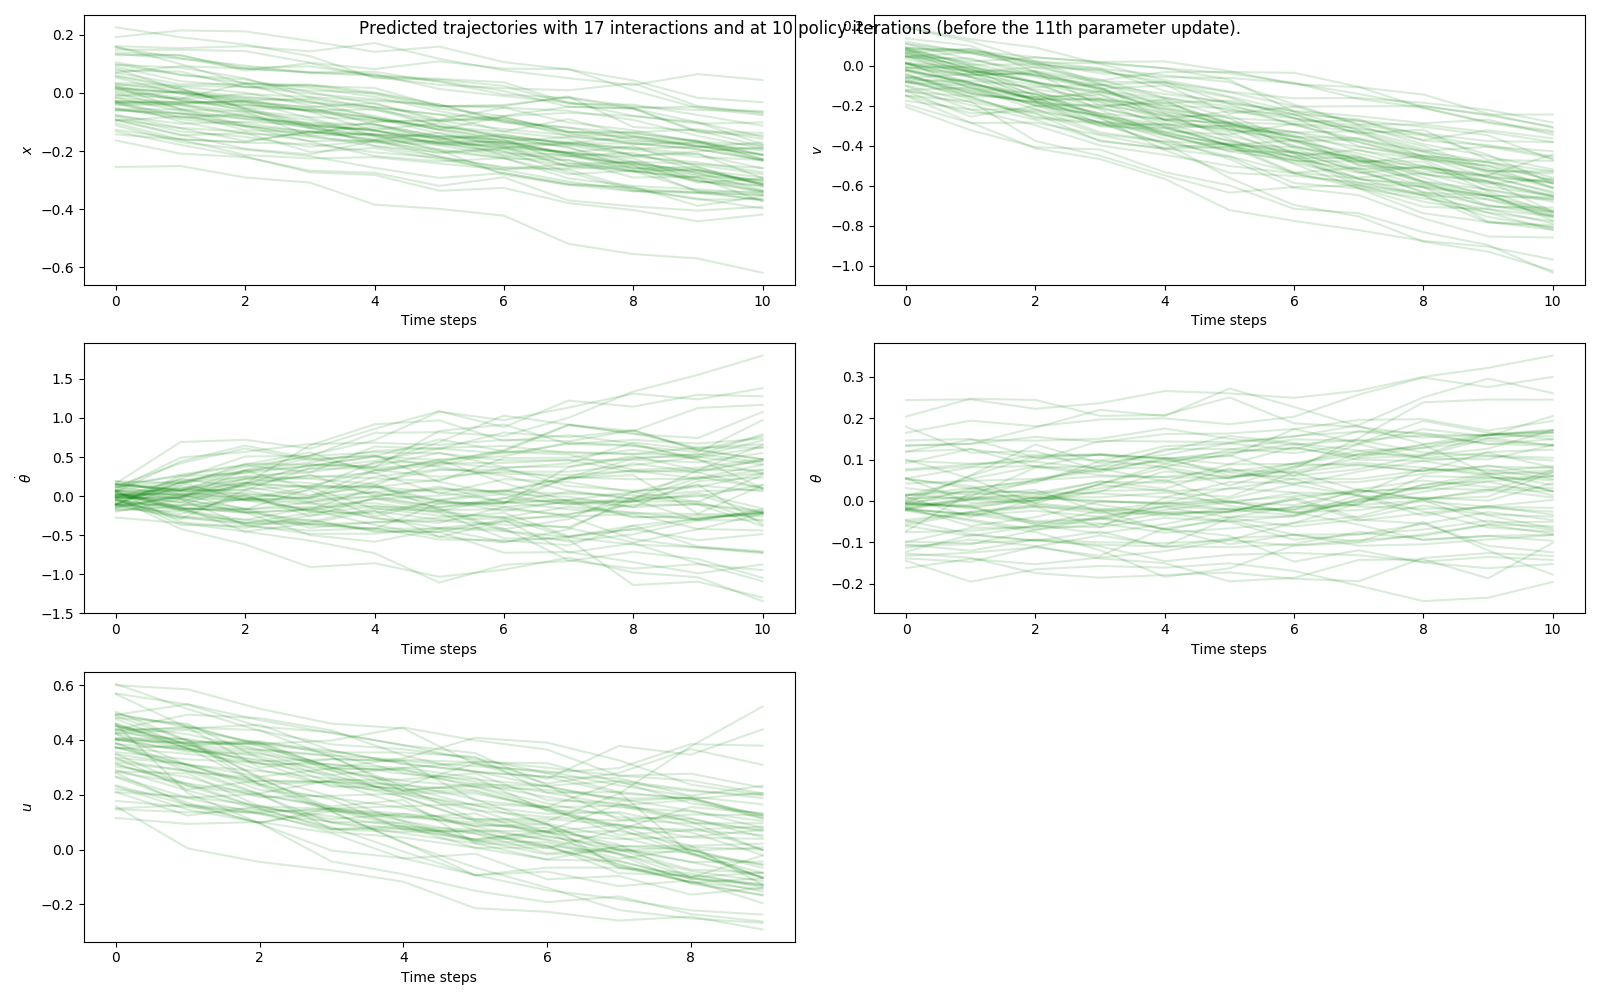 Predicted trajectories with 17 interactions and at 10 policy iterations (before the 11th parameter update).
0.2
0.0
−0.2
−0.4
−0.6
x
0 2 4 6 8 10
Time steps
0.2
0.0
−0.2
−0.4
−0.6
−0.8
−1.0
v
0 2 4 6 8 10
Time steps
1.5
1.0
0.5
0.0
−0.5
−1.0
−1.5
θ̇
0 2 4 6 8 10
Time steps
0.3
0.2
0.1
0.0
−0.1
−0.2
θ
0 2 4 6 8 10
Time steps
0.6
0.4
0.2
0.0
−0.2
u
0 2 4 6 8
Time steps